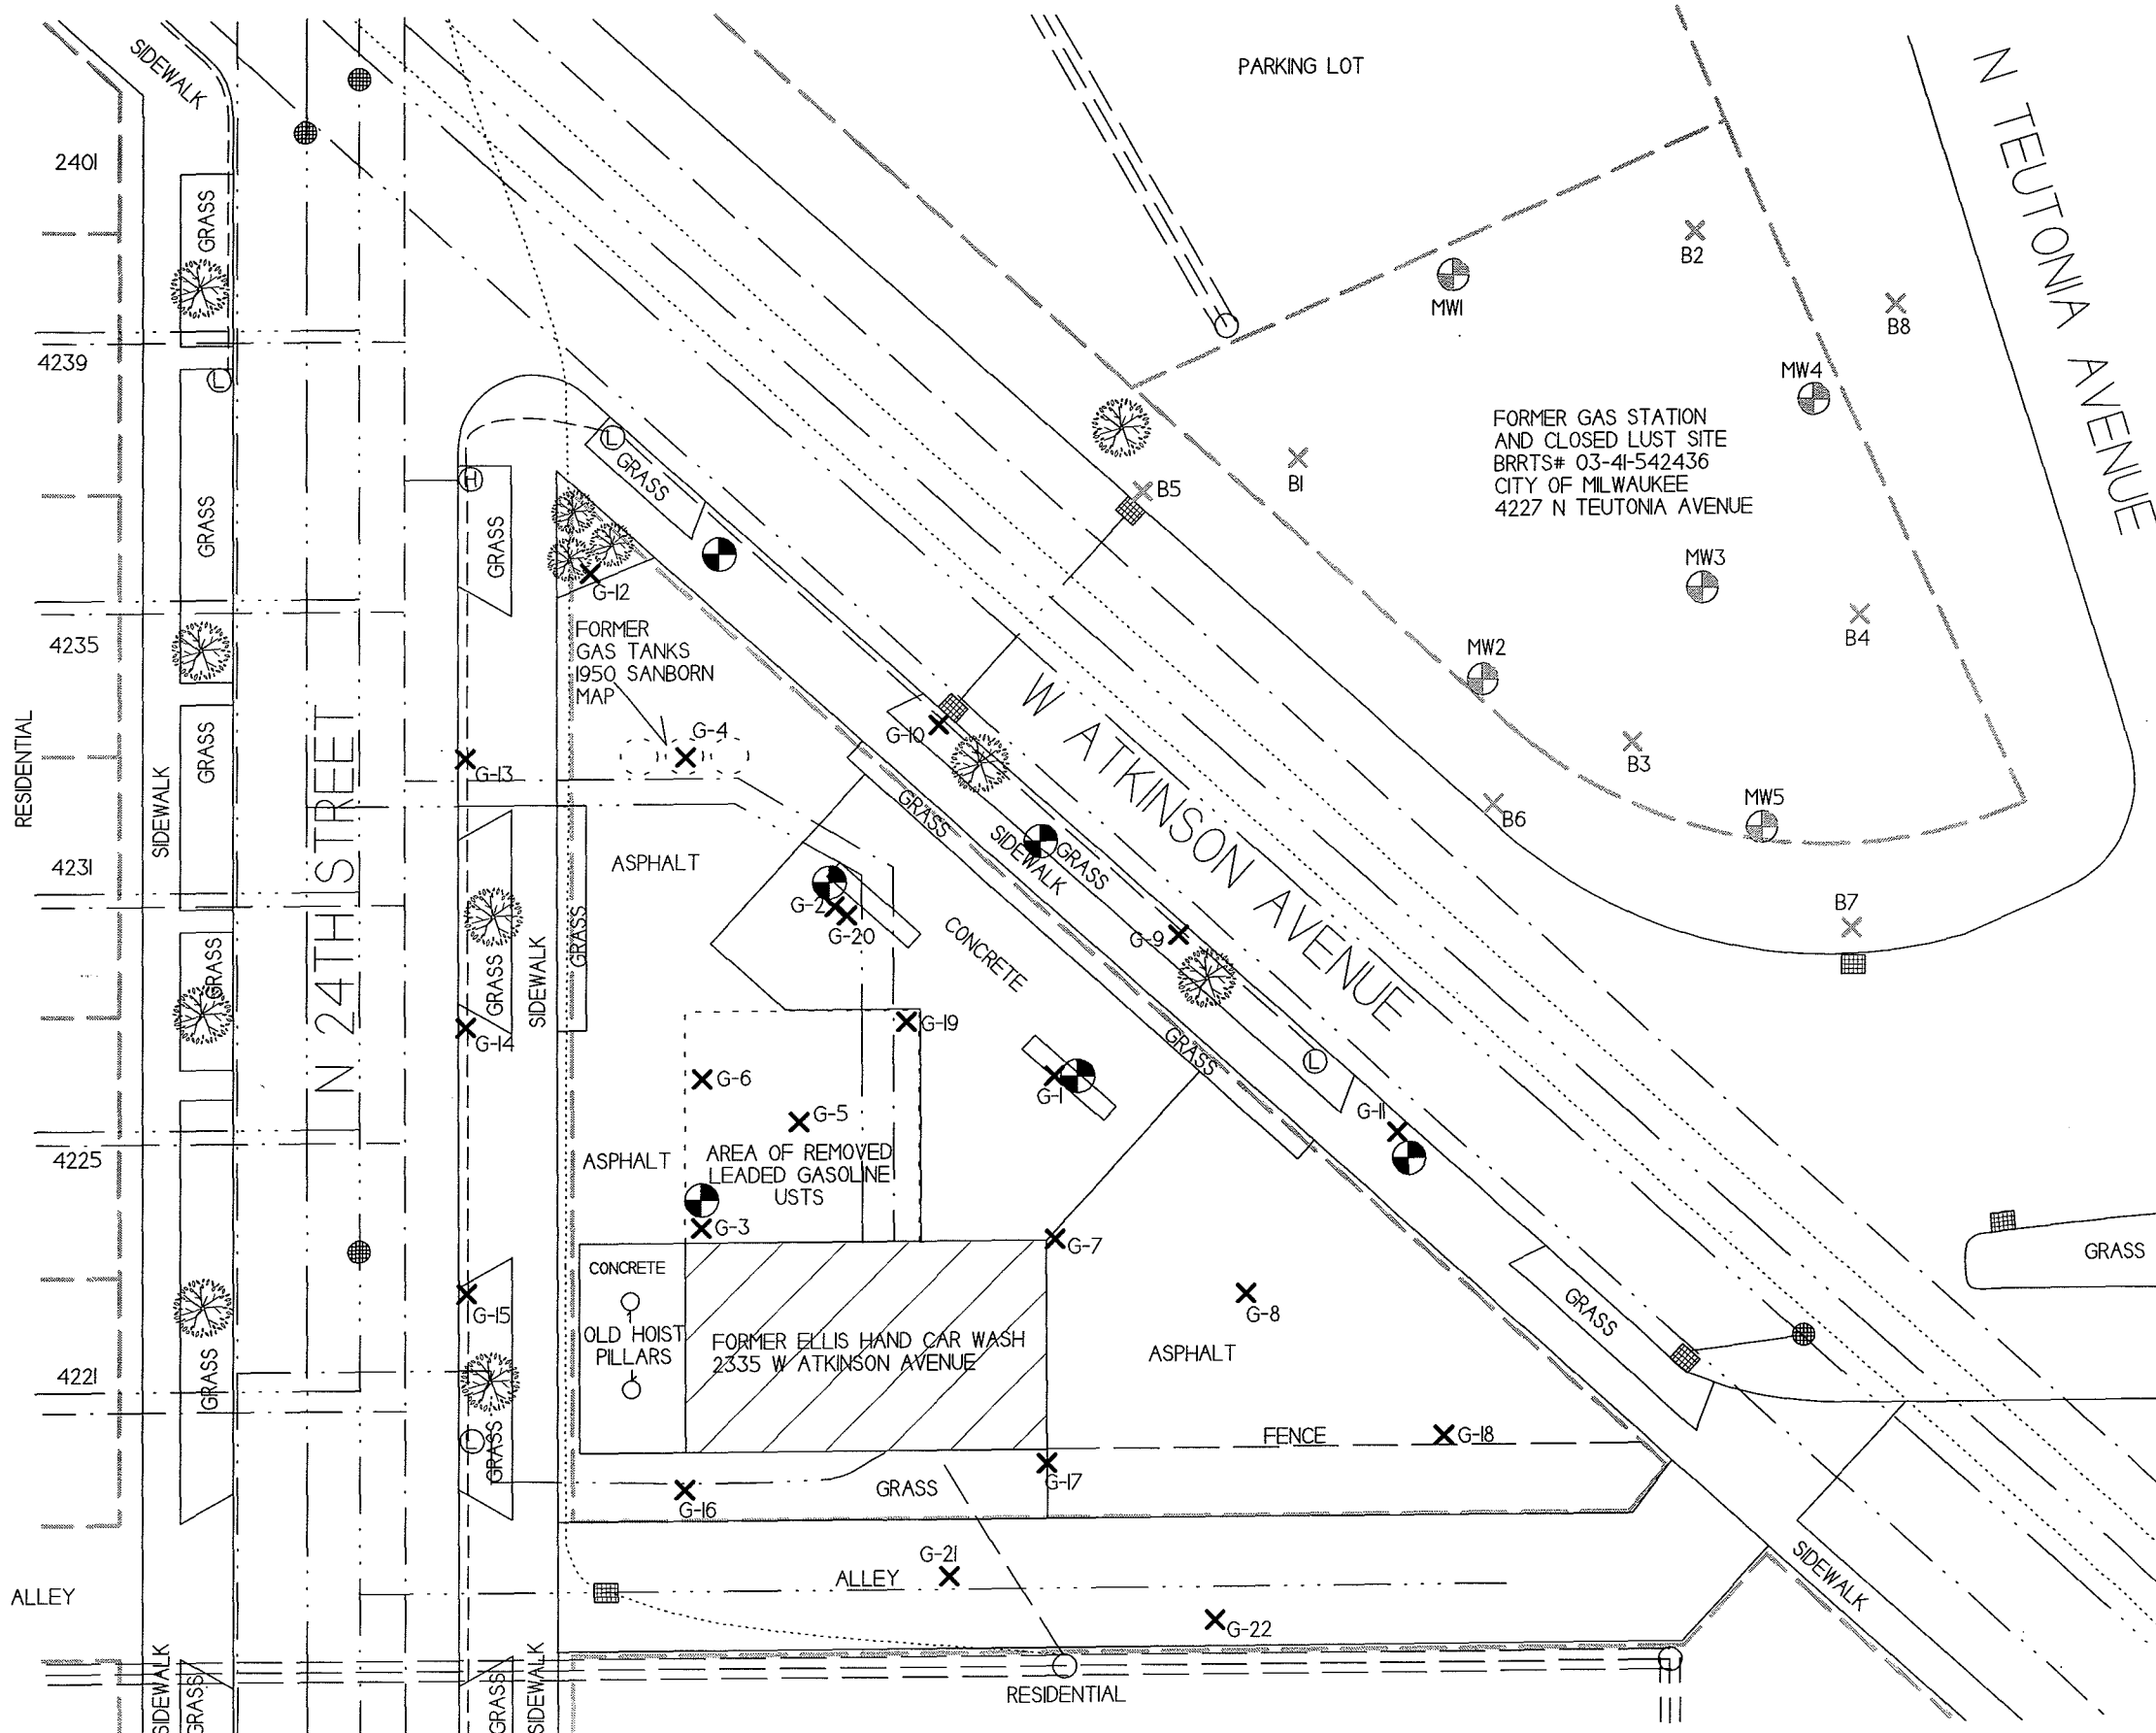 SIDEWALK
PARKING LOT
N TEUTONIA AVENUE
2401
GRASS
B2
MW1
B8
4239
L
MW4
FORMER GAS STATION
AND CLOSED LUST SITE
BRRTS# 03-41-542436
CITY OF MILWAUKEE
4227 N TEUTONIA AVENUE
L
GRASS
H
B1
B5
GRASS
GRASS
G-12
MW3
B4
FORMER
GAS TANKS
1950 SANBORN
MAP
4235
MW2
W ATKINSON AVENUE
RESIDENTIAL
SIDEWALK
GRASS
N 24TH STREET
G-13
G-4
G-10
B3
MW5
B6
GRASS
SIDEWALK
GRASS
ASPHALT
4231
G-2
G-20
B7
CONCRETE
G-9
GRASS
GRASS
SIDEWALK
GRASS
G-14
G-19
GRASS
L
G-6
G-1
G-5
G-11
4225
ASPHALT
AREA OF REMOVED
LEADED GASOLINE
USTS
G-3
G-7
GRASS
CONCRETE
G-15
G-8
GRASS
OLD HOIST
PILLARS
FORMER ELLIS HAND CAR WASH
2335 W ATKINSON AVENUE
ASPHALT
4221
GRASS
L
GRASS
FENCE
G-18
G-17
GRASS
G-16
G-21
ALLEY
ALLEY
SIDEWALK
G-22
SIDEWALK
GRASS
GRASS
SIDEWALK
RESIDENTIAL